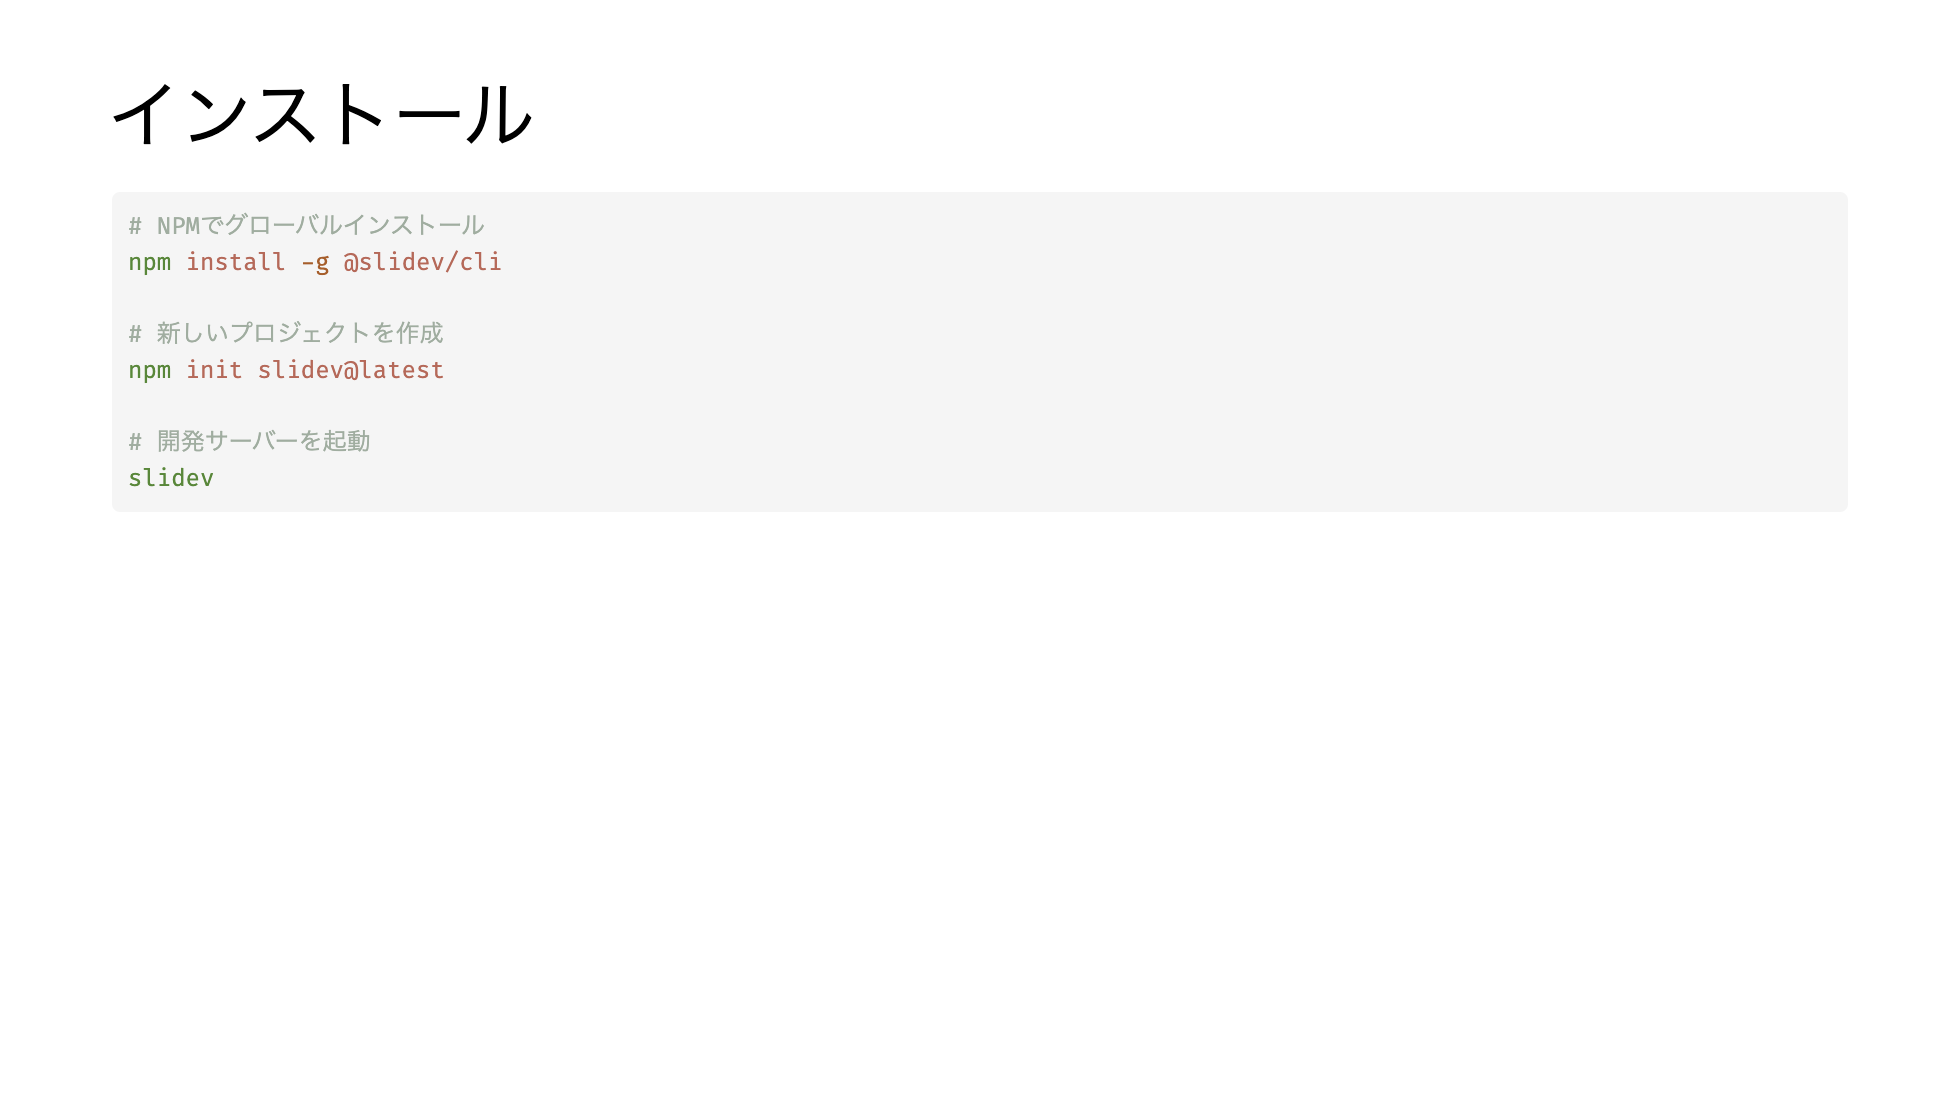 インストール
# NPMでグローバルインストール
npm install -g @slidev/cli
# 新しいプロジェクトを作成
npm init slidev@latest
# 開発サーバーを起動
slidev